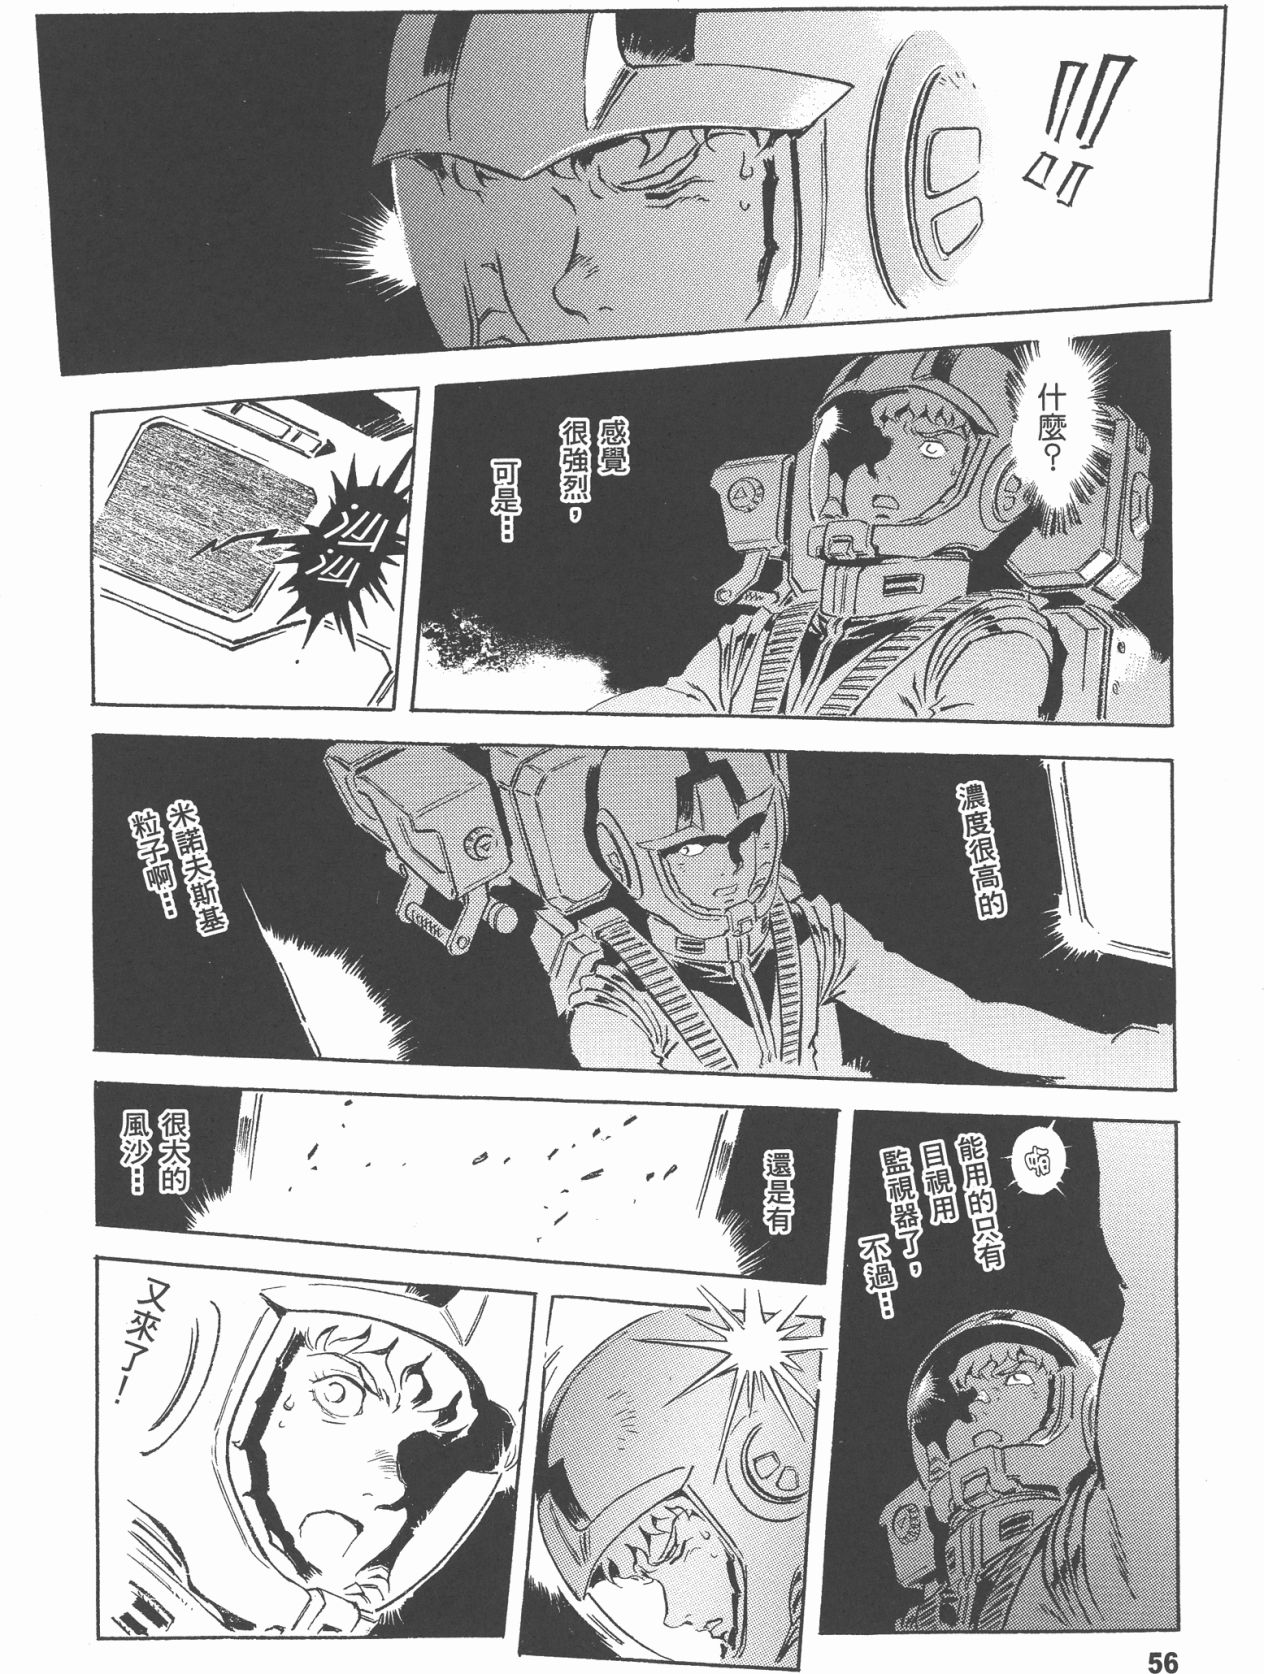 !!
什麼?
感覺
很強烈,
可是…
沙
沙
濃度很高的
米諾夫斯基
粒子啊…
能用的只有
目視用
監視器了,
不過…
還是有
很大的
風沙…
又來了!
56